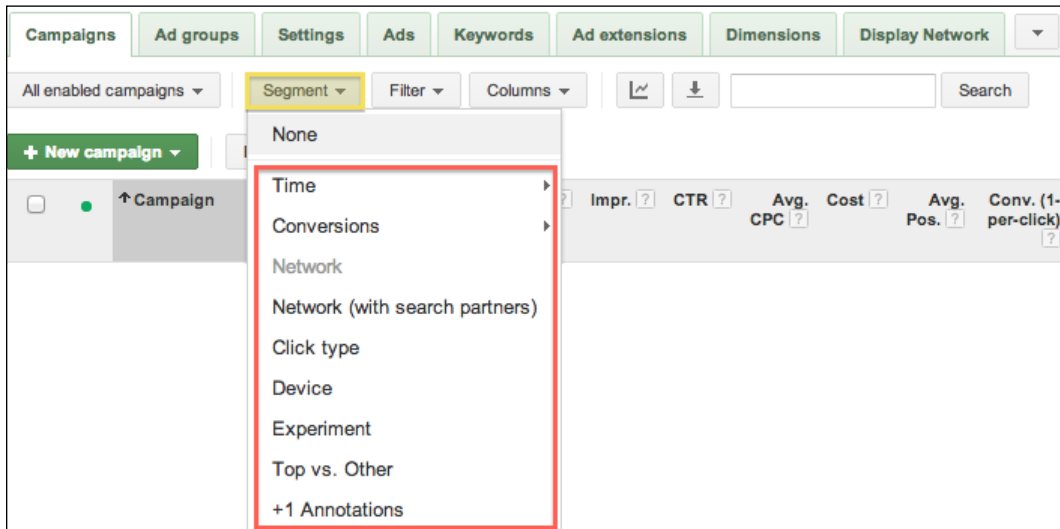 Campaigns Ad groups Settings Ads Keywords Ad extensions Dimensions Display Network
All enabled campaigns Segment Filter Columns Search
None
+ New campaign
Time
Campaign ? Impr. ? CTR ? Avg. CPC ? Cost ? Avg. Pos. ? Conv. (1-per-click) ?
Conversions
Network
Network (with search partners)
Click type
Device
Experiment
Top vs. Other
+1 Annotations